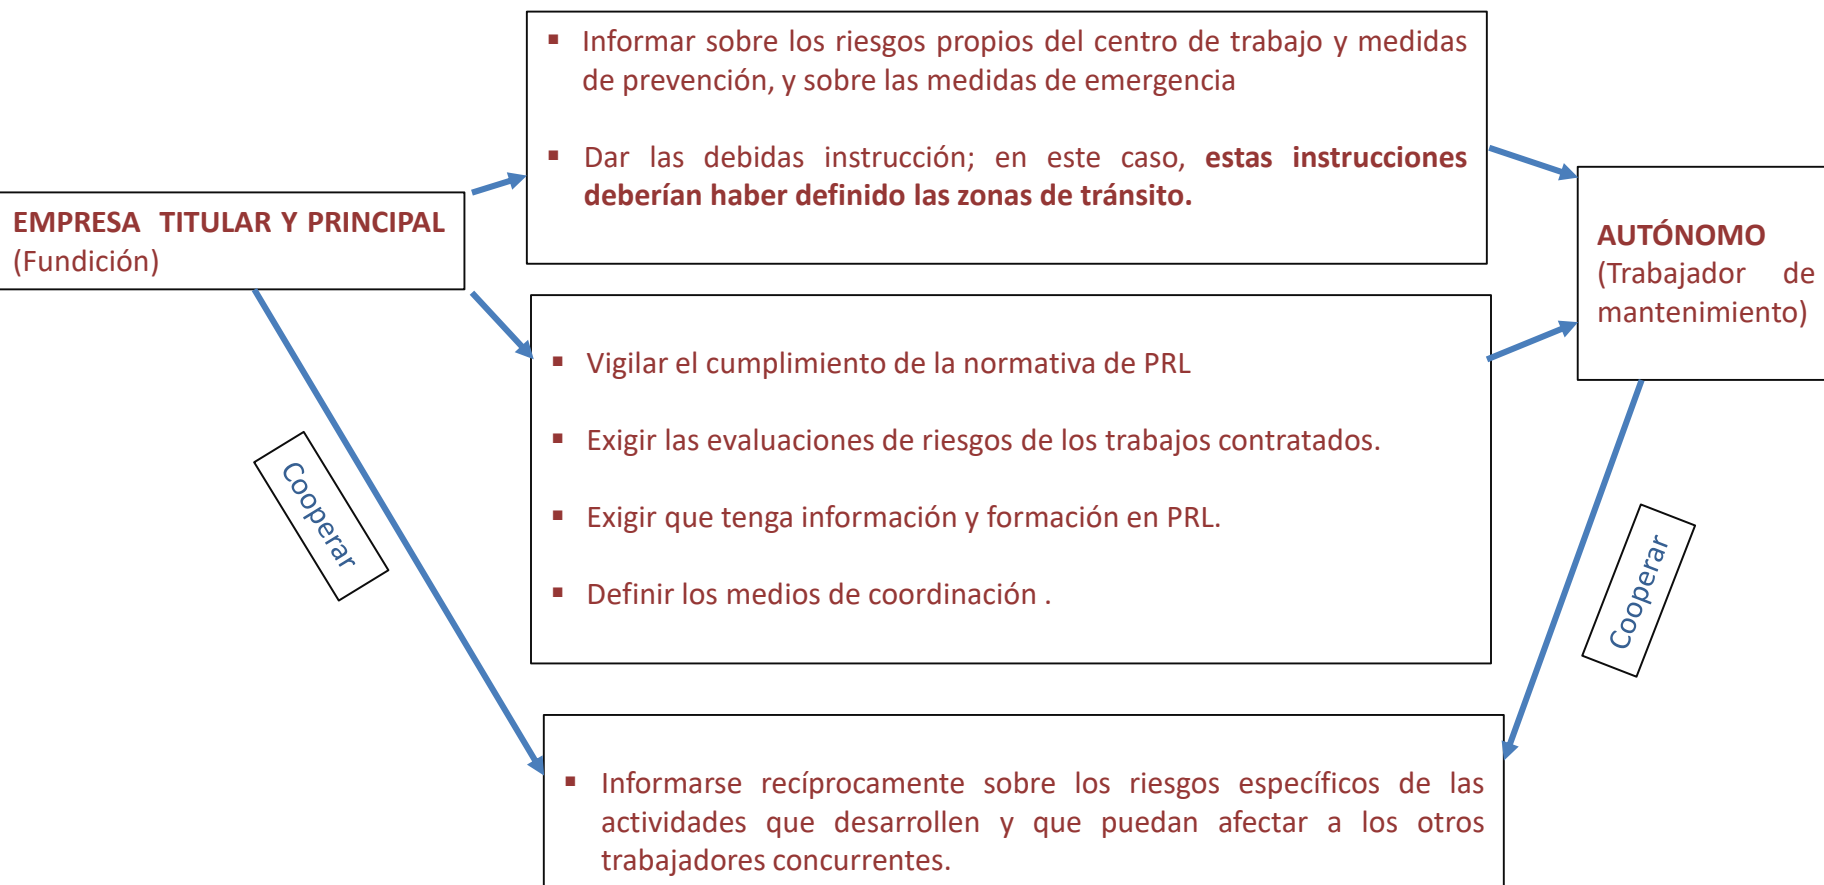 ▪ Informar sobre los riesgos propios del centro de trabajo y medidas
de prevención, y sobre las medidas de emergencia
▪ Dar las debidas instrucción; en este caso, estas instrucciones
deberían haber definido las zonas de tránsito.
EMPRESA TITULAR Y PRINCIPAL
(Fundición)
AUTÓNOMO
(Trabajador de
mantenimiento)
▪ Vigilar el cumplimiento de la normativa de PRL
▪ Exigir las evaluaciones de riesgos de los trabajos contratados.
▪ Exigir que tenga información y formación en PRL.
▪ Definir los medios de coordinación .
Cooperar
Cooperar
▪ Informarse recíprocamente sobre los riesgos específicos de las
actividades que desarrollen y que puedan afectar a los otros
trabajadores concurrentes.